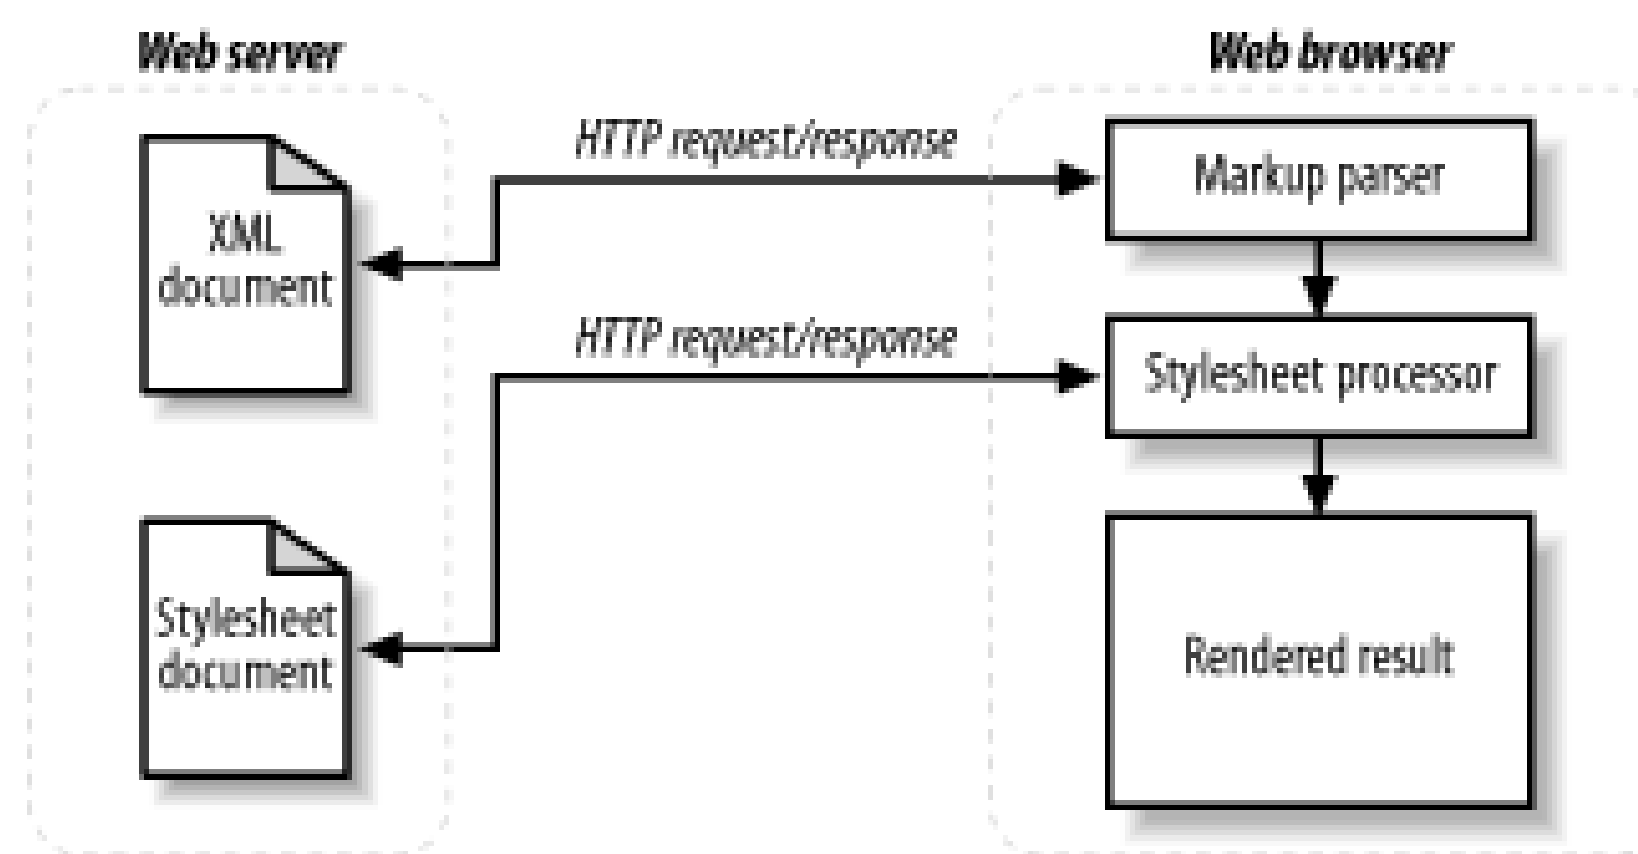 Web server
Web browser
HTTP request/response
Markup parser
XML
document
HTTP request/response
Stylesheet processor
Stylesheet
document
Rendered result